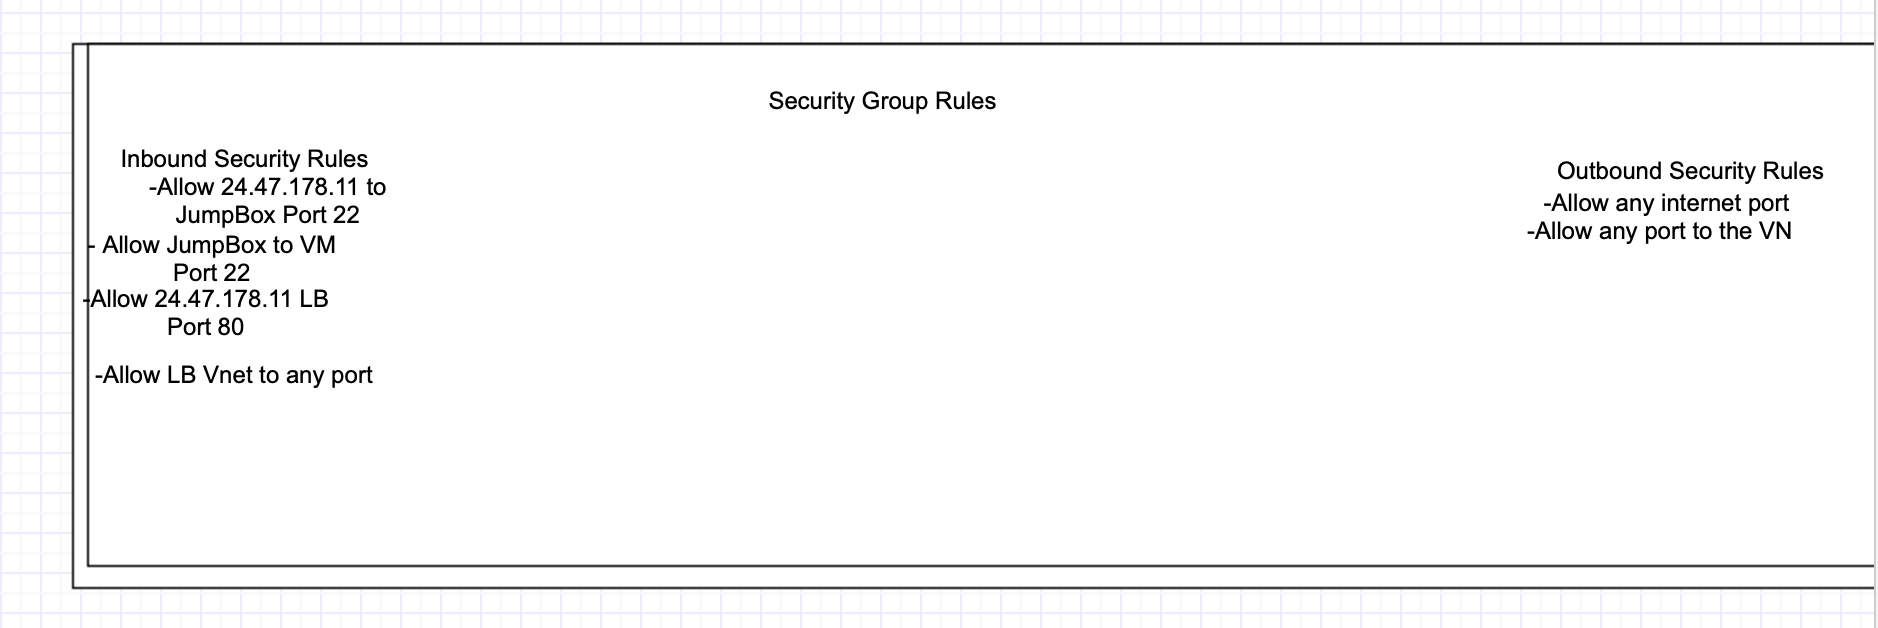 Security Group Rules
Inbound Security Rules
-Allow 24.47.178.11 to
JumpBox Port 22
- Allow JumpBox to VM
Port 22
-Allow 24.47.178.11 LB
Port 80
-Allow LB Vnet to any port
Outbound Security Rules
-Allow any internet port
-Allow any port to the VN